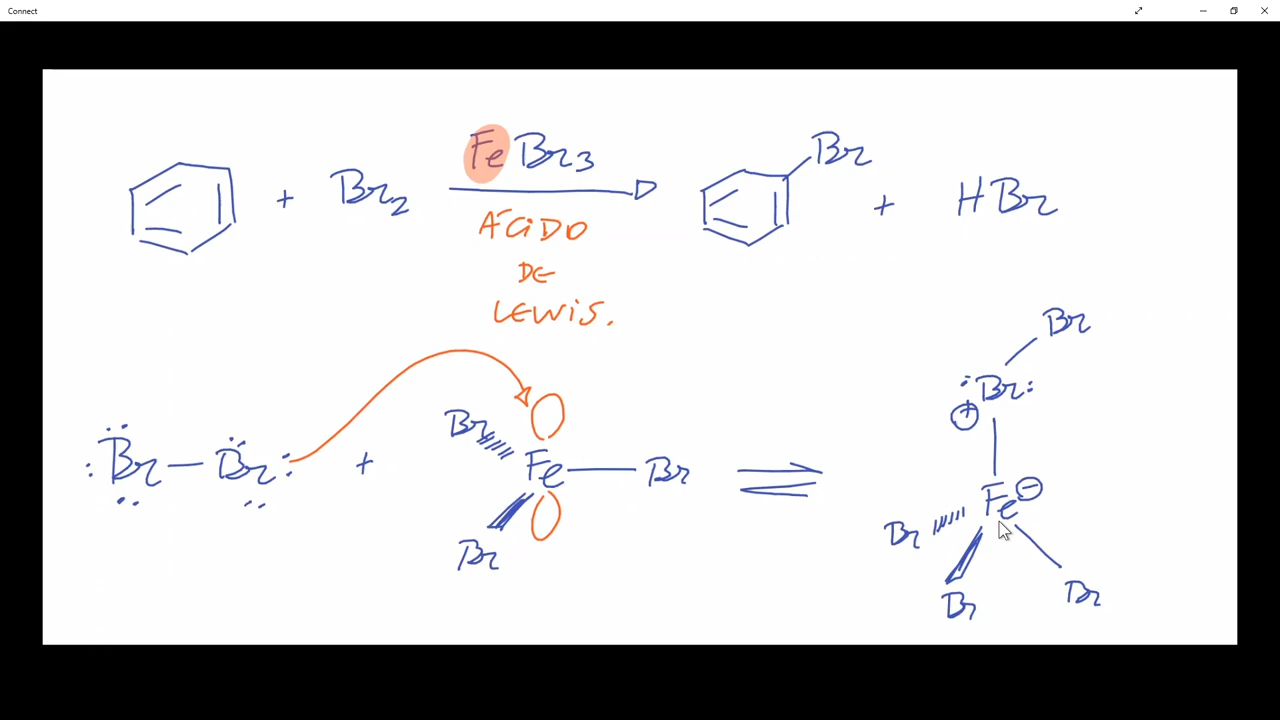 Connect
+ Br2 FeBr3 Br + HBr
ÁCIDO
DE
LEWIS.
:Br—Br: + Br Fe Br Br ⇌ Br :Br: ⊕ Fe ⊖ Br Br Br